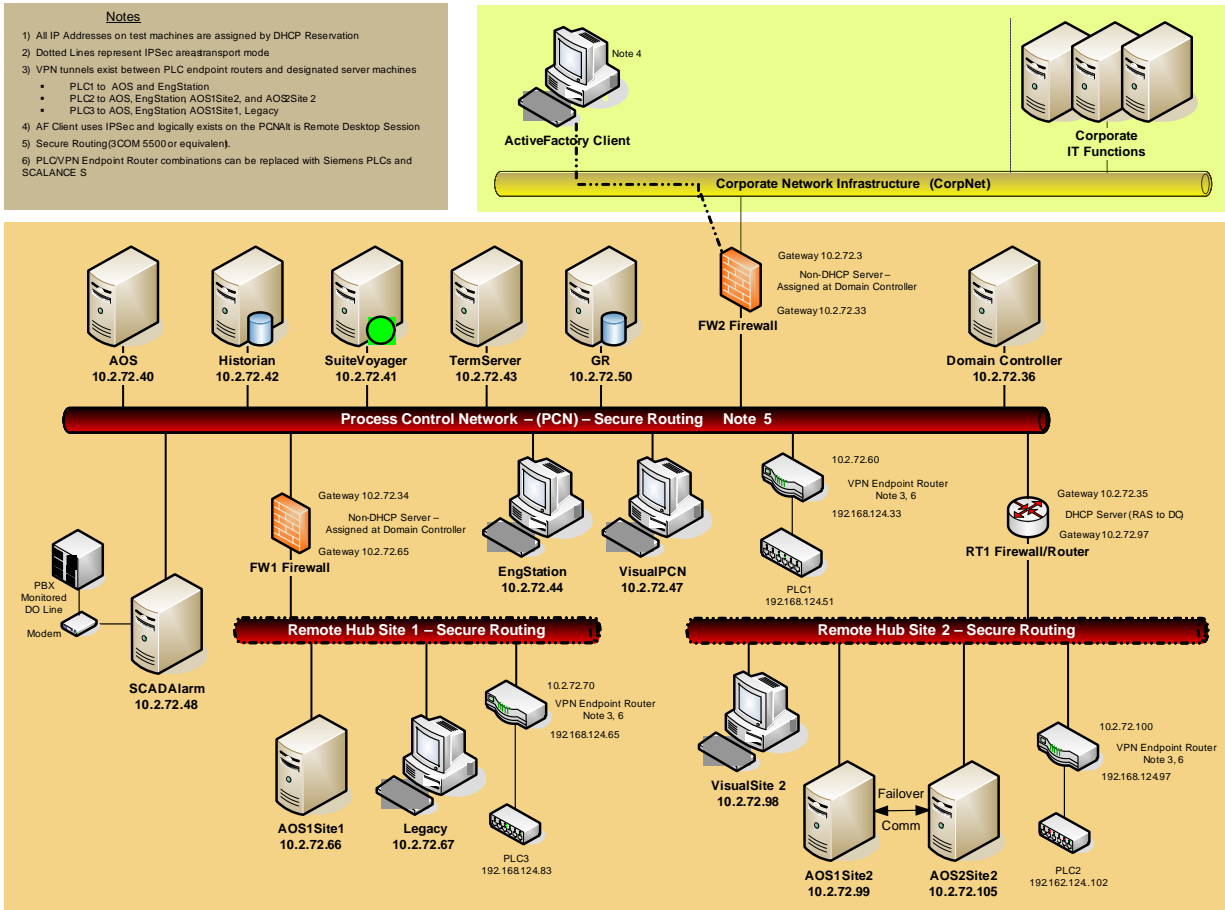 Notes
1) All IP Addresses on test machines are assigned by DHCP Reservation
2) Dotted Lines represent IPSec areas transport mode
3) VPN tunnels exist between PLC endpoint routers and designated server machines
▪ PLC1 to AOS and EngStation
▪ PLC2 to AOS, EngStation, AOS1Site2, and AOS2Site 2
▪ PLC3 to AOS, EngStation, AOS1Site1, Legacy
4) AF Client uses IPSec and logically exists on the PCN. It is Remote Desktop Session
5) Secure Routing (3COM 5500 or equivalent).
6) PLC/VPN Endpoint Router combinations can be replaced with Siemens PLCs and
SCALANCE S
Note 4
ActiveFactory Client
Corporate
IT Functions
Corporate Network Infrastructure (CorpNet)
Gateway 10.2.72.3
Non-DHCP Server –
Assigned at Domain Controller
Gateway 10.2.72.33
FW2 Firewall
AOS
10.2.72.40
Historian
10.2.72.42
SuiteVoyager
10.2.72.41
TermServer
10.2.72.43
GR
10.2.72.50
Domain Controller
10.2.72.36
Process Control Network – (PCN) – Secure Routing Note 5
Gateway 10.2.72.34
Non-DHCP Server –
Assigned at Domain Controller
Gateway 10.2.72.65
FW1 Firewall
EngStation
10.2.72.44
VisualPCN
10.2.72.47
10.2.72.60
VPN Endpoint Router
Note 3, 6
192.168.124.33
PLC1
192.168.124.51
Gateway 10.2.72.35
DHCP Server (RAS to DC)
Gateway 10.2.72.97
RT1 Firewall/Router
PBX
Monitored
DO Line
Modem
SCADAlarm
10.2.72.48
Remote Hub Site 1 – Secure Routing
Remote Hub Site 2 – Secure Routing
AOS1Site1
10.2.72.66
Legacy
10.2.72.67
10.2.72.70
VPN Endpoint Router
Note 3, 6
192.168.124.65
PLC3
192.168.124.83
VisualSite 2
10.2.72.98
Failover
Comm
AOS1Site2
10.2.72.99
AOS2Site2
10.2.72.105
10.2.72.100
VPN Endpoint Router
Note 3, 6
192.168.124.97
PLC2
192.162.124..102